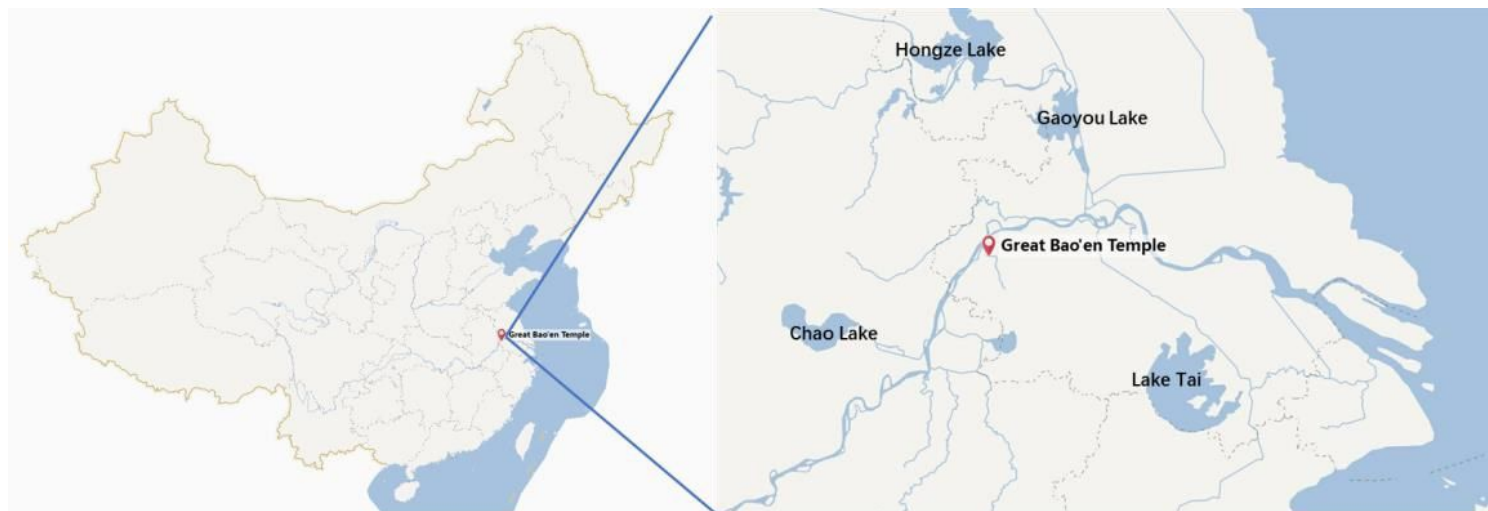 Great Bao'en Temple
Hongze Lake
Gaoyou Lake
Great Bao'en Temple
Chao Lake
Lake Tai